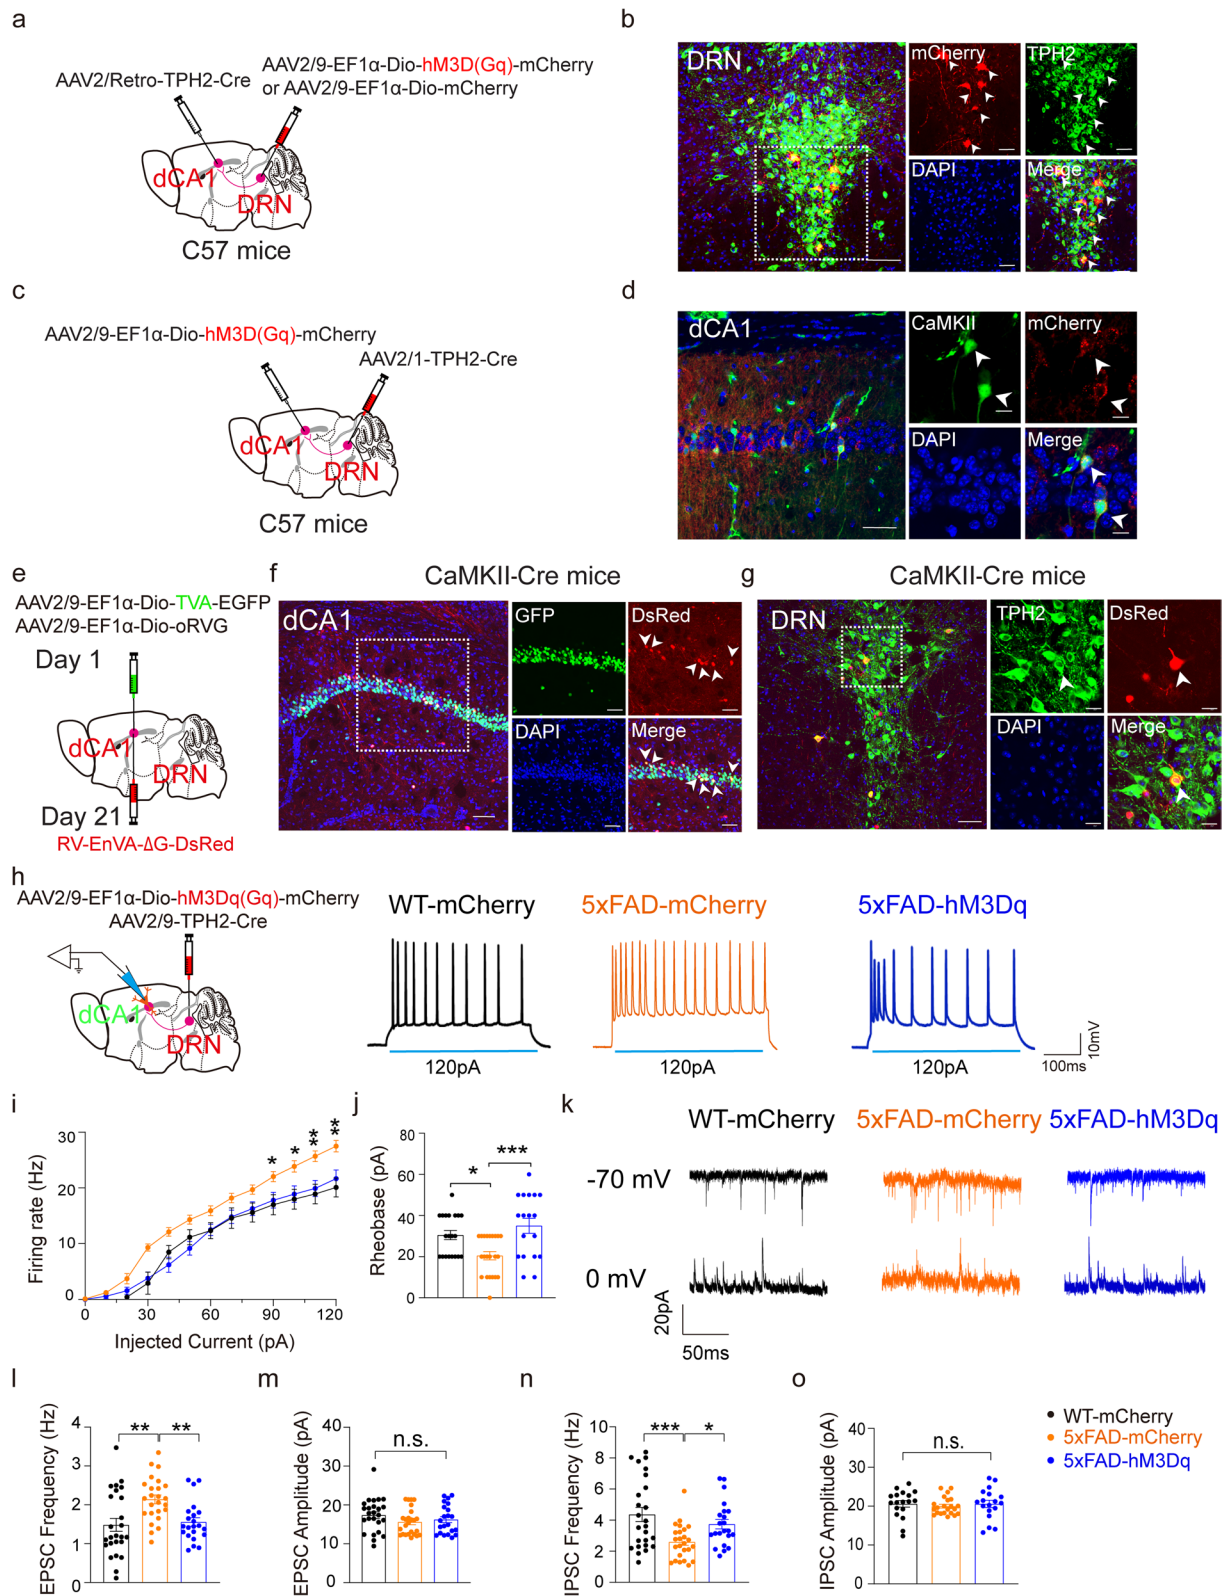 a
AAV2/Retro-TPH2-Cre
AAV2/9-EF1α-Dio-hM3D(Gq)-mCherry
or AAV2/9-EF1α-Dio-mCherry
dCA1
DRN
C57 mice
b
DRN
mCherry
TPH2
DAPI
Merge
c
AAV2/9-EF1α-Dio-hM3D(Gq)-mCherry
AAV2/1-TPH2-Cre
dCA1
DRN
C57 mice
d
dCA1
CaMKII
mCherry
DAPI
Merge
e
AAV2/9-EF1α-Dio-TVA-EGFP
AAV2/9-EF1α-Dio-oRVG
Day 1
dCA1
DRN
Day 21
RV-EnVA-ΔG-DsRed
f
CaMKII-Cre mice
dCA1
GFP
DsRed
DAPI
Merge
g
CaMKII-Cre mice
DRN
TPH2
DsRed
DAPI
Merge
h
AAV2/9-EF1α-Dio-hM3Dq(Gq)-mCherry
AAV2/9-TPH2-Cre
dCA1
DRN
WT-mCherry
5xFAD-mCherry
5xFAD-hM3Dq
120pA
120pA
120pA
10mV
100ms
i
Firing rate (Hz)
30
20
10
0
0
30
60
90
120
Injected Current (pA)
*
*
**
**
j
Rheobase (pA)
80
60
40
20
0
*
***
k
WT-mCherry
5xFAD-mCherry
5xFAD-hM3Dq
-70 mV
0 mV
20pA
50ms
l
EPSC Frequency (Hz)
4
3
2
1
0
**
**
m
EPSC Amplitude (pA)
40
30
20
10
0
n.s.
n
IPSC Frequency (Hz)
10
8
6
4
2
0
***
*
o
IPSC Amplitude (pA)
40
30
20
10
0
n.s.
WT-mCherry
5xFAD-mCherry
5xFAD-hM3Dq